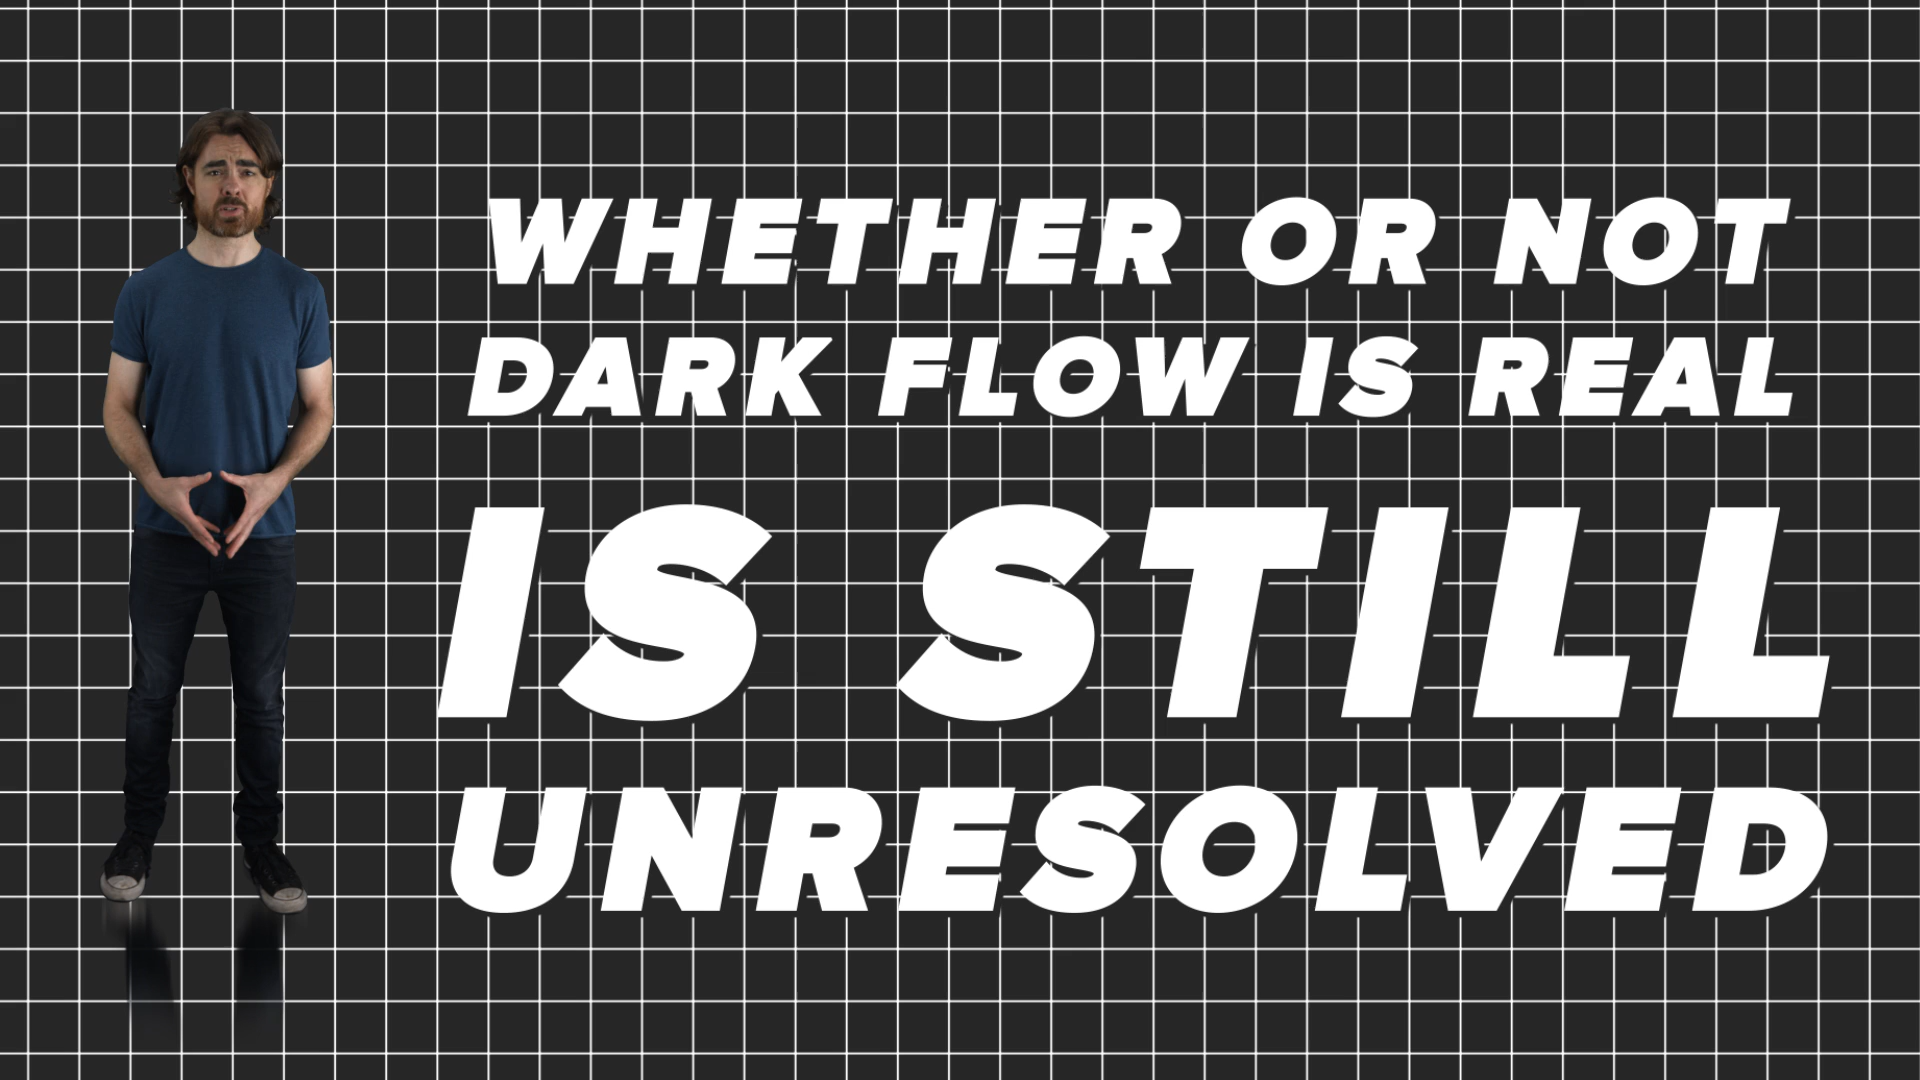 WHETHER OR NOT
DARK FLOW IS REAL
IS STILL
UNRESOLVED